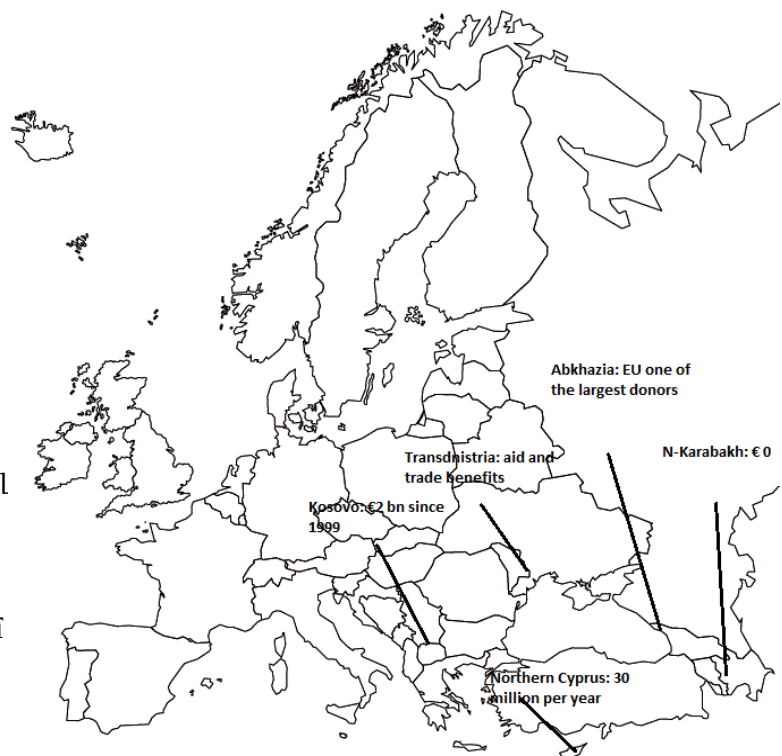 Abkhazia: EU one of
the largest donors
N-Karabakh: € 0
Transdnistria: aid and
trade benefits
Kosovo: €2 bn since
1999
Northern Cyprus: 30
million per year